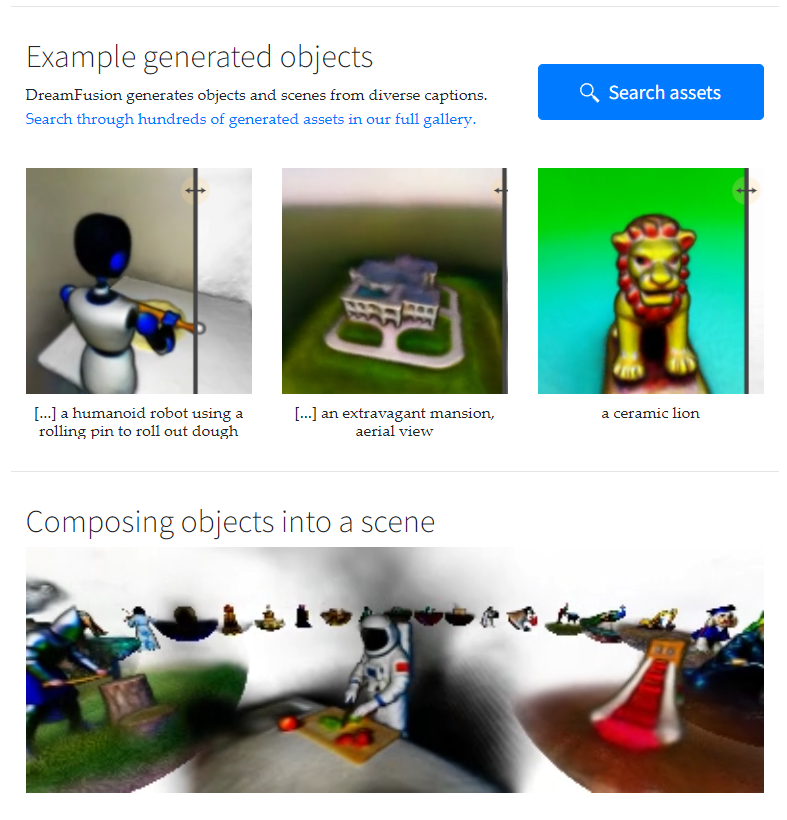 Example generated objects
DreamFusion generates objects and scenes from diverse captions.
Search through hundreds of generated assets in our full gallery.
Search assets
[...] a humanoid robot using a
rolling pin to roll out dough
[...] an extravagant mansion,
aerial view
a ceramic lion
Composing objects into a scene